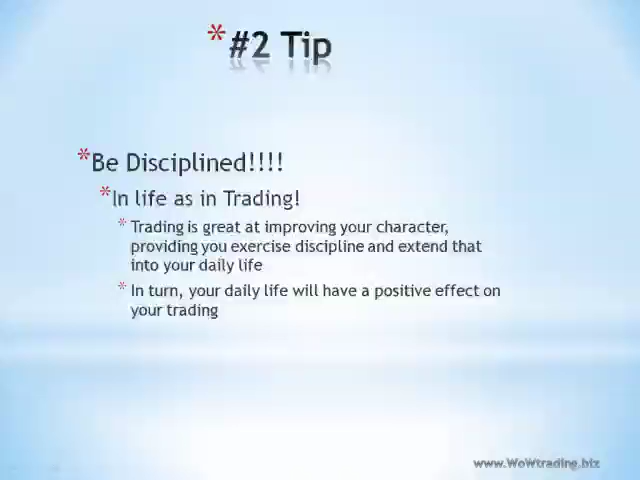 *#2 Tip
*Be Disciplined!!!!
*In life as in Trading!
* Trading is great at improving your character,
providing you exercise discipline and extend that
into your daily life
* In turn, your daily life will have a positive effect on
your trading
www.WoWtrading.biz